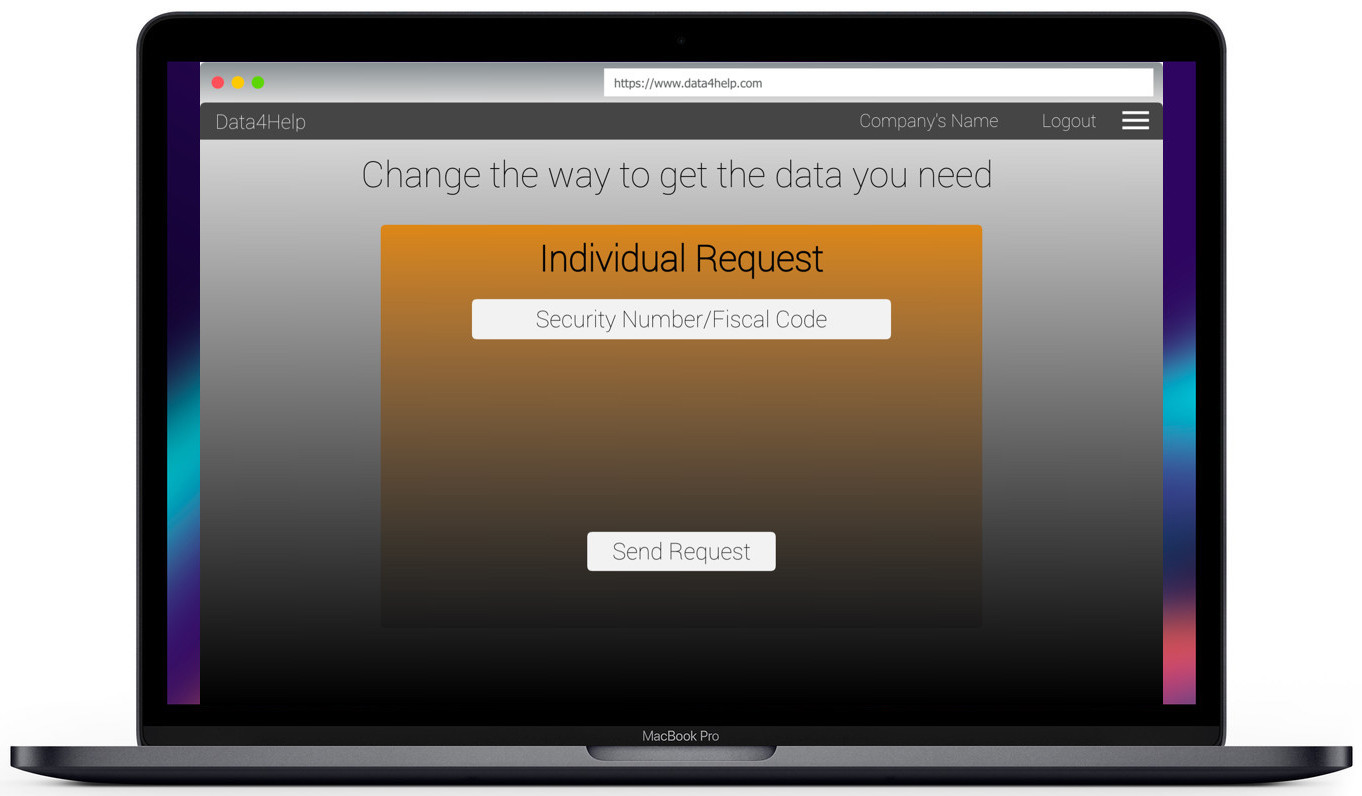 https://www.data4help.com
Data4Help
Company's Name
Logout
Change the way to get the data you need
Individual Request
Security Number/Fiscal Code
Send Request
MacBook Pro